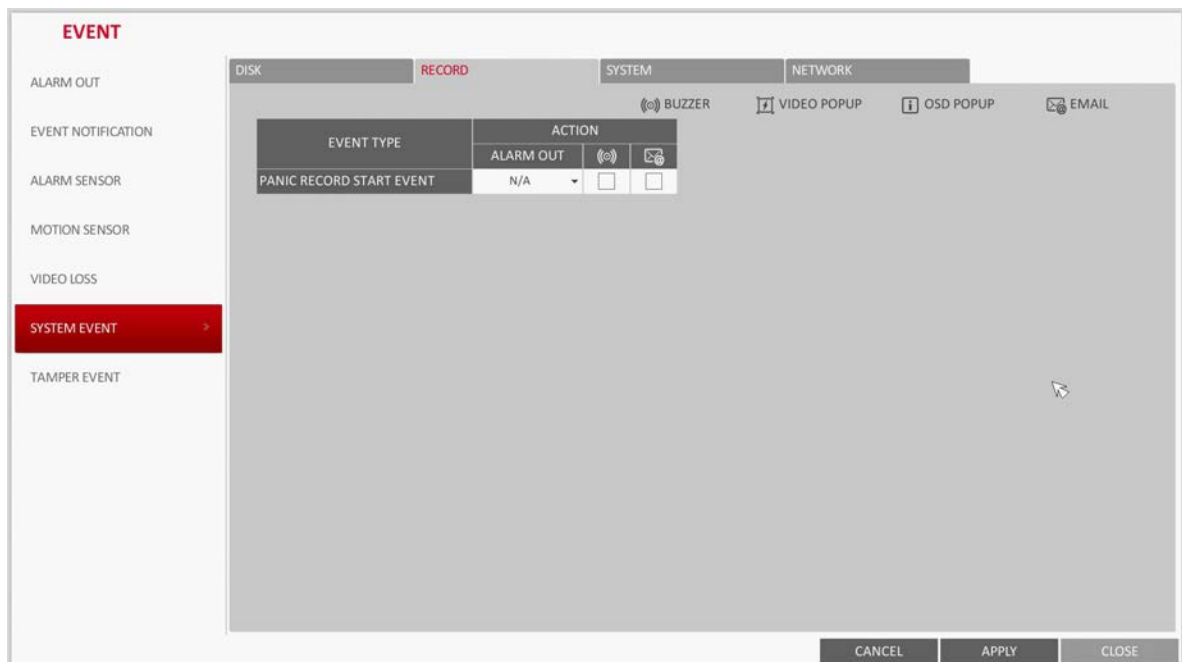 EVENT
ALARM OUT
EVENT NOTIFICATION
ALARM SENSOR
MOTION SENSOR
VIDEO LOSS
SYSTEM EVENT >
TAMPER EVENT
DISK RECORD SYSTEM NETWORK
BUZZER VIDEO POPUP OSD POPUP EMAIL
EVENT TYPE ACTION
ALARM OUT
PANIC RECORD START EVENT N/A
CANCEL APPLY CLOSE